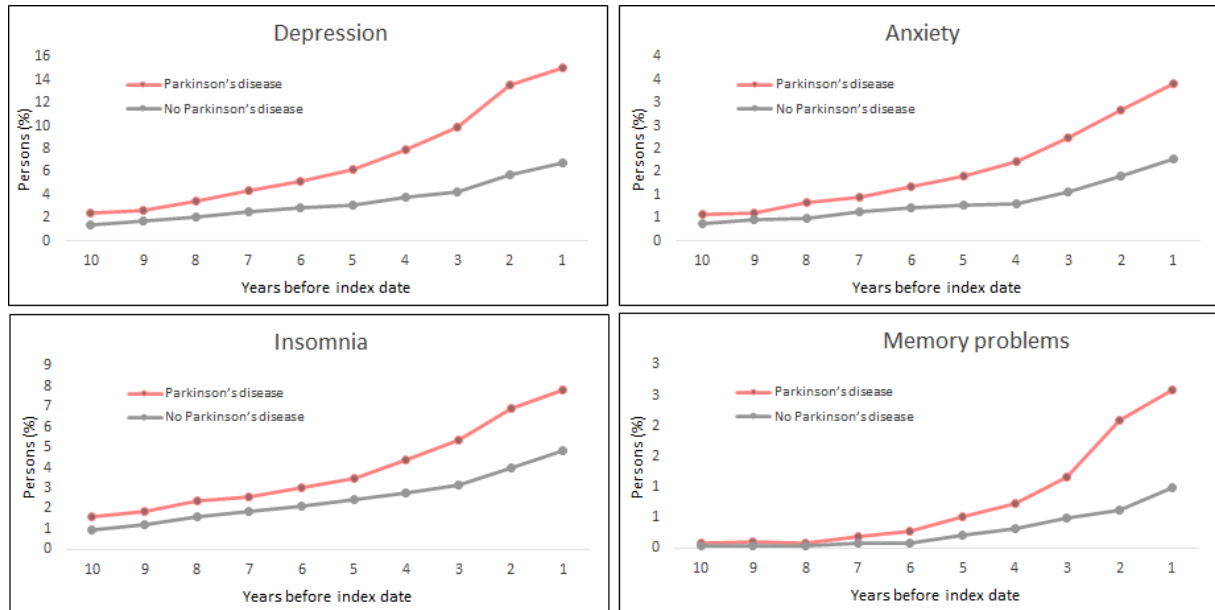 Depression
16
14
12
10
8
6
4
2
0
Persons (%)
Parkinson's disease
No Parkinson's disease
10 9 8 7 6 5 4 3 2 1
Years before index date
Anxiety
4
4
3
3
2
2
1
1
0
Persons (%)
Parkinson's disease
No Parkinson's disease
10 9 8 7 6 5 4 3 2 1
Years before index date
Insomnia
9
8
7
6
5
4
3
2
1
0
Persons (%)
Parkinson's disease
No Parkinson's disease
10 9 8 7 6 5 4 3 2 1
Years before index date
Memory problems
3
3
2
2
1
1
0
Persons (%)
Parkinson's disease
No Parkinson's disease
10 9 8 7 6 5 4 3 2 1
Years before index date